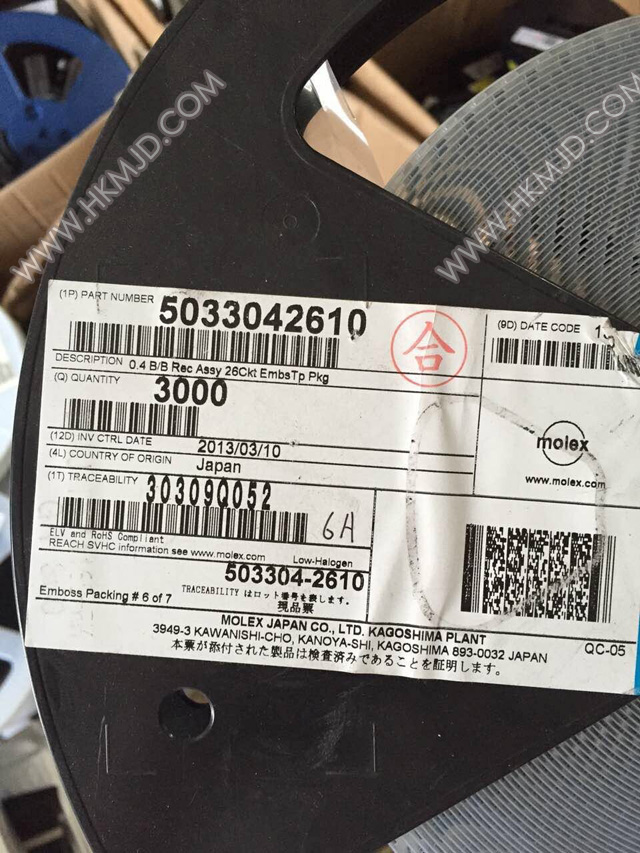 WWW.HKMJD.COM
WWW.HKMJD.COM
(1P) PART NUMBER 5033042610
合
(9D) DATE CODE
DESCRIPTION 0.4 B/B Rec Assy 26Ckt EmbsTp Pkg
(Q) QUANTITY 3000
(12D) INV CTRL DATE 2013/03/10
(4L) COUNTRY OF ORIGIN Japan
molex
www.molex.com
(1T) TRACEABILITY 30309Q052
6A
ELV and RoHS Compliant
REACH SVHC information see www.molex.com Low-Halogen
503304-2610
Emboss Packing # 6 of 7 TRACEABILITY はロット番号を表します。
現品票
MOLEX JAPAN CO., LTD. KAGOSHIMA PLANT
3949-3 KAWANISHI-CHO, KANOYA-SHI, KAGOSHIMA 893-0032 JAPAN QC-05
本票が添付された製品は検査済みであることを証明します。